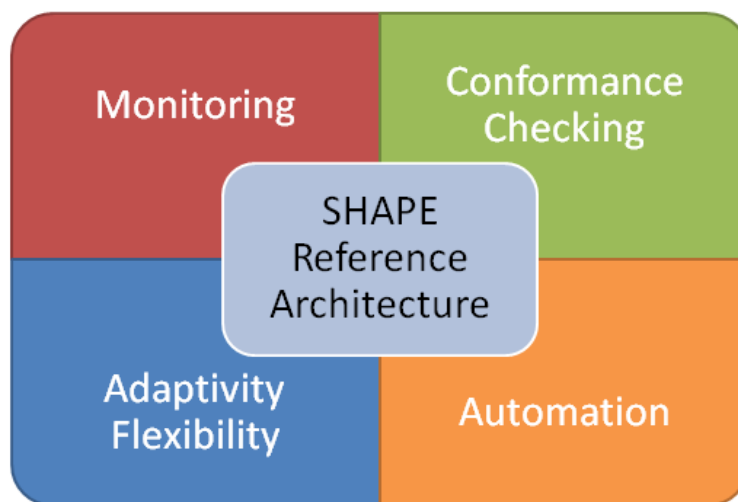 Monitoring
Conformance
Checking
SHAPE
Reference
Architecture
Adaptivity
Flexibility
Automation